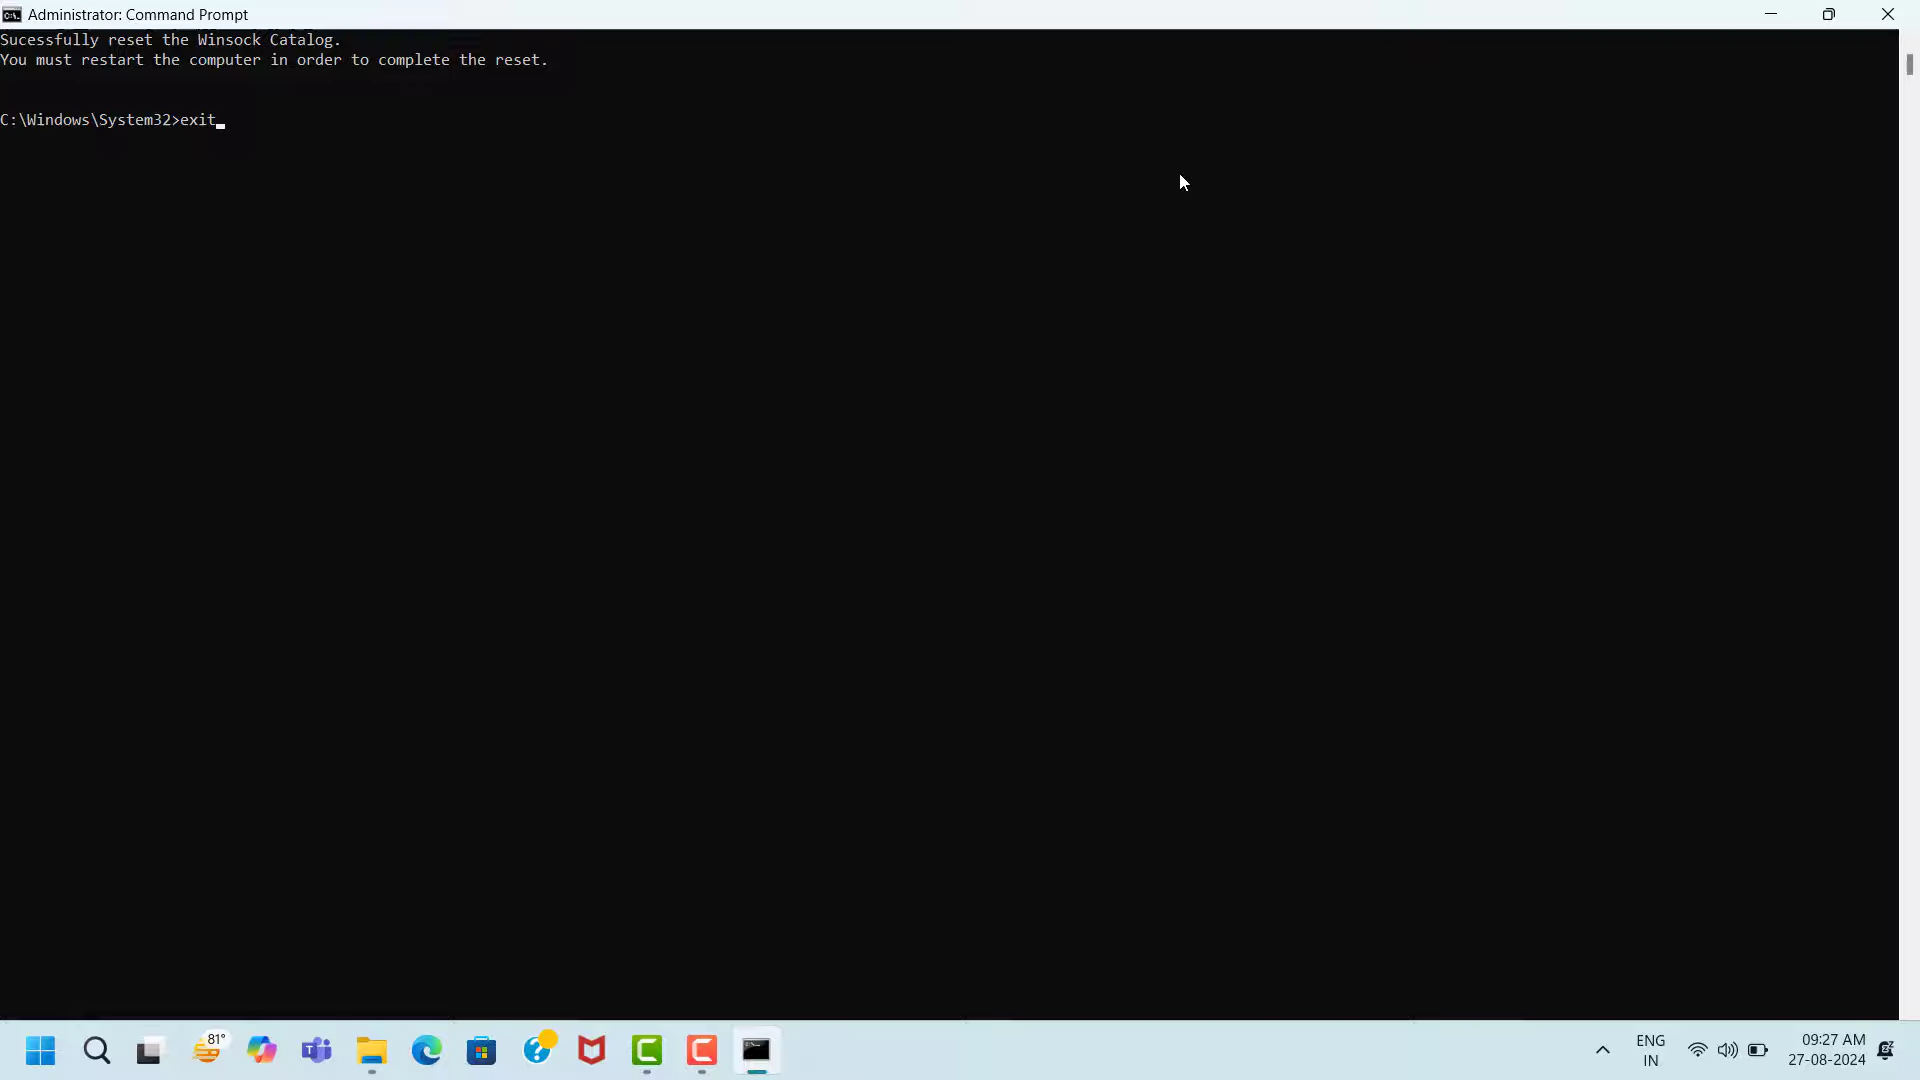 Administrator: Command Prompt
Sucessfully reset the Winsock Catalog.
You must restart the computer in order to complete the reset.
C:\Windows\System32>exit
81°
ENG
IN
09:27 AM
27-08-2024